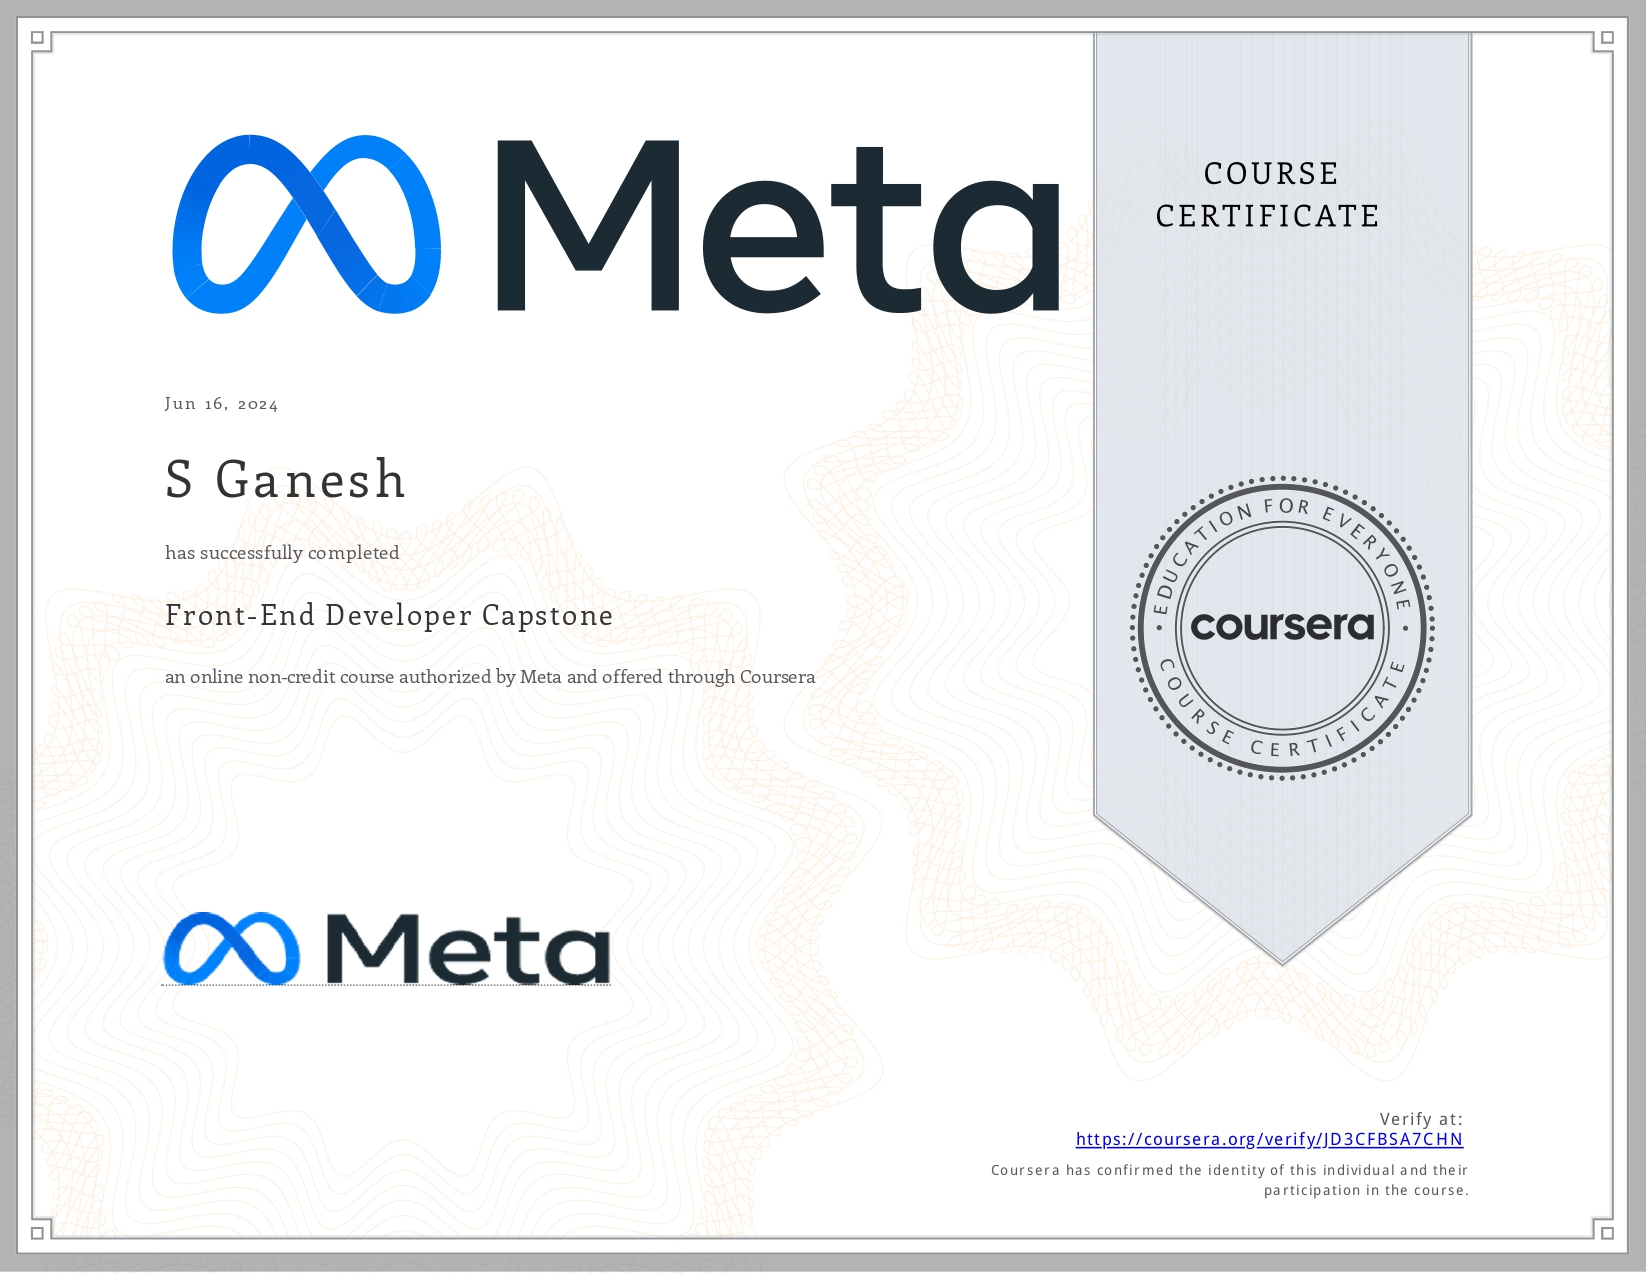 Meta
COURSE
CERTIFICATE
Jun 16, 2024
S Ganesh
has successfully completed
Front-End Developer Capstone
an online non-credit course authorized by Meta and offered through Coursera
EDUCATION FOR EVERYONE
coursera
COURSE CERTIFICATE
Meta
Verify at:
https://coursera.org/verify/JD3CFBSA7CHN
Coursera has confirmed the identity of this individual and their
participation in the course.